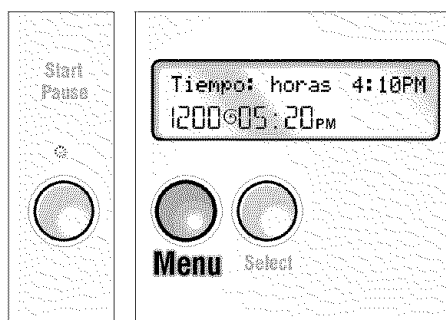 Start
Pause
Tiempo: horas 4:10PM
1200 05:20PM
Menu
Select